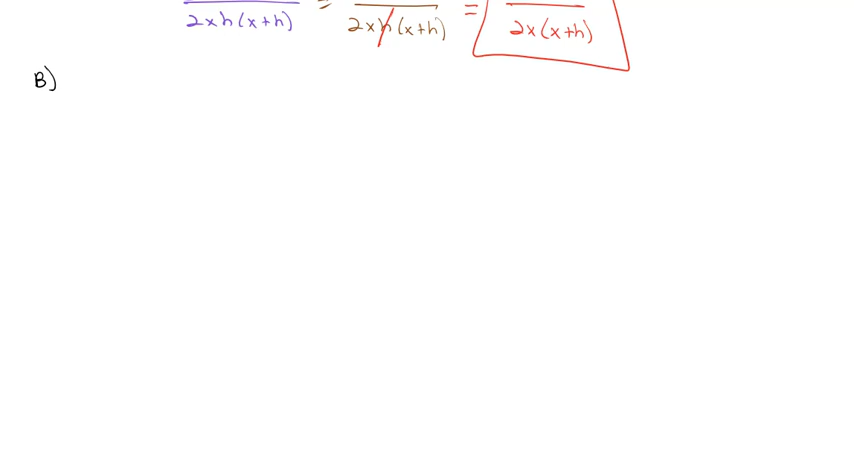 2xh(x+h) = 2xh(x+h) = 2x(x+h)
B)